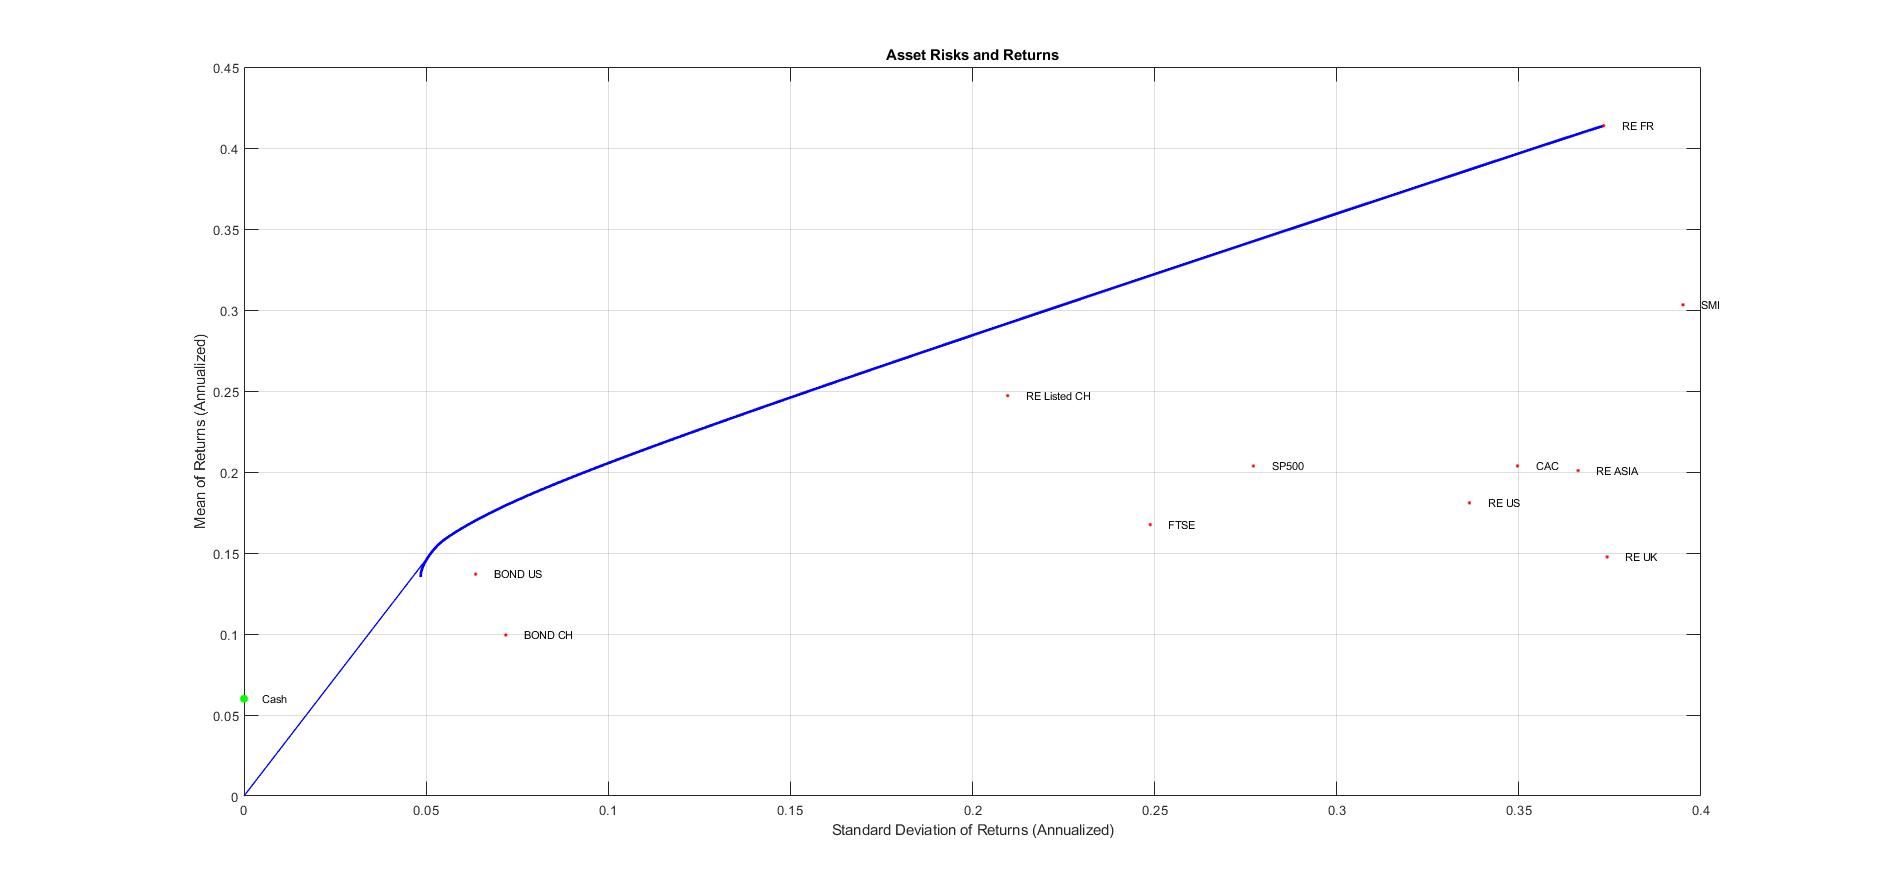 Asset Risks and Returns
0.45
0.4
0.35
0.3
0.25
0.2
0.15
0.1
0.05
0
Mean of Returns (Annualized)
RE FR
SMI
RE Listed CH
SP500
CAC
RE ASIA
RE US
FTSE
RE UK
BOND US
BOND CH
Cash
0 0.05 0.1 0.15 0.2 0.25 0.3 0.35 0.4
Standard Deviation of Returns (Annualized)